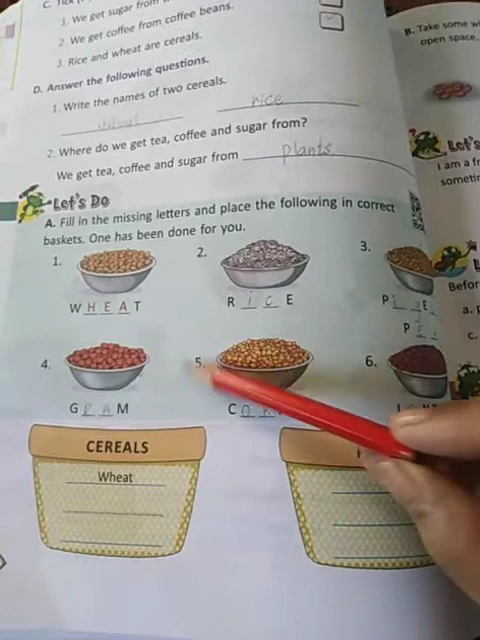 1. We get sugar from
2. We get coffee from coffee beans.
3. Rice and wheat are cereals.
D. Answer the following questions.
1. Write the names of two cereals.
wheat rice
2. Where do we get tea, coffee and sugar from?
We get tea, coffee and sugar from plants
Let's Do
A. Fill in the missing letters and place the following in correct
baskets. One has been done for you.
1. 2. 3.
W H E A T R I C E P
P
4. 5. 6.
G R A M C O R
CEREALS
Wheat
B. Take some
open space.
Let's
I am a
Befor
a.
c.